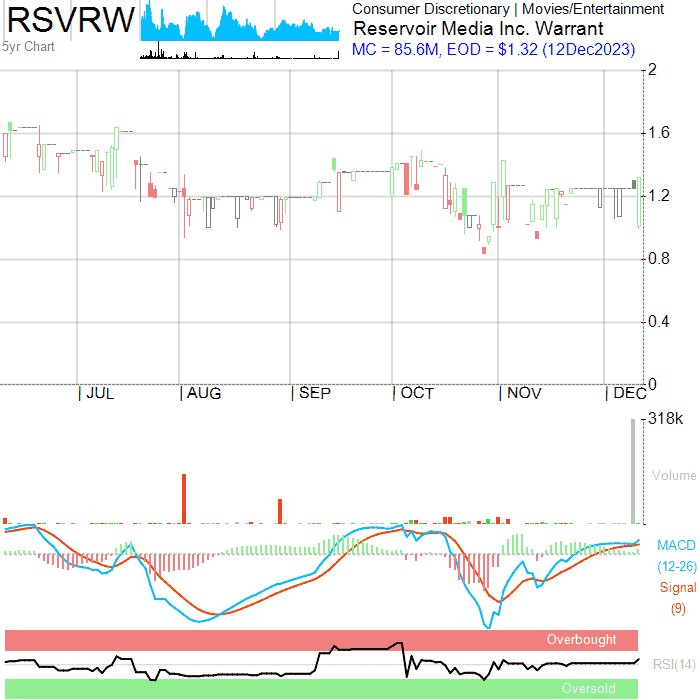 RSVRW
5yr Chart
Consumer Discretionary | Movies/Entertainment
Reservoir Media Inc. Warrant
MC = 85.6M, EOD = $1.32 (12Dec2023)
2
1.6
1.2
0.8
0.4
0
JUL
AUG
SEP
OCT
NOV
DEC
318k
Volume
MACD
(12-26)
Signal
(9)
Overbought
RSI(14)
Oversold